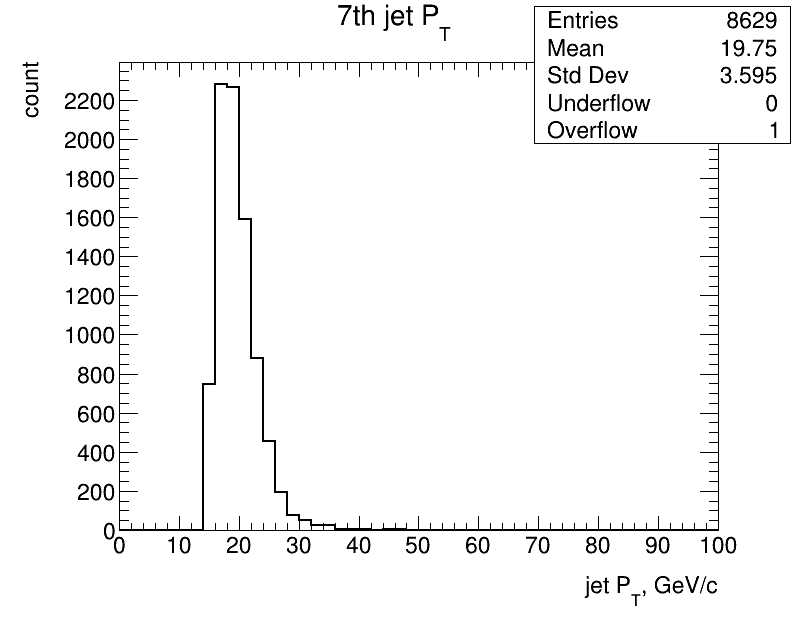 7th jet P_T
Entries 8629
Mean 19.75
Std Dev 3.595
Underflow 0
Overflow 1
count
2200
2000
1800
1600
1400
1200
1000
800
600
400
200
0
0 10 20 30 40 50 60 70 80 90 100
jet P_T, GeV/c